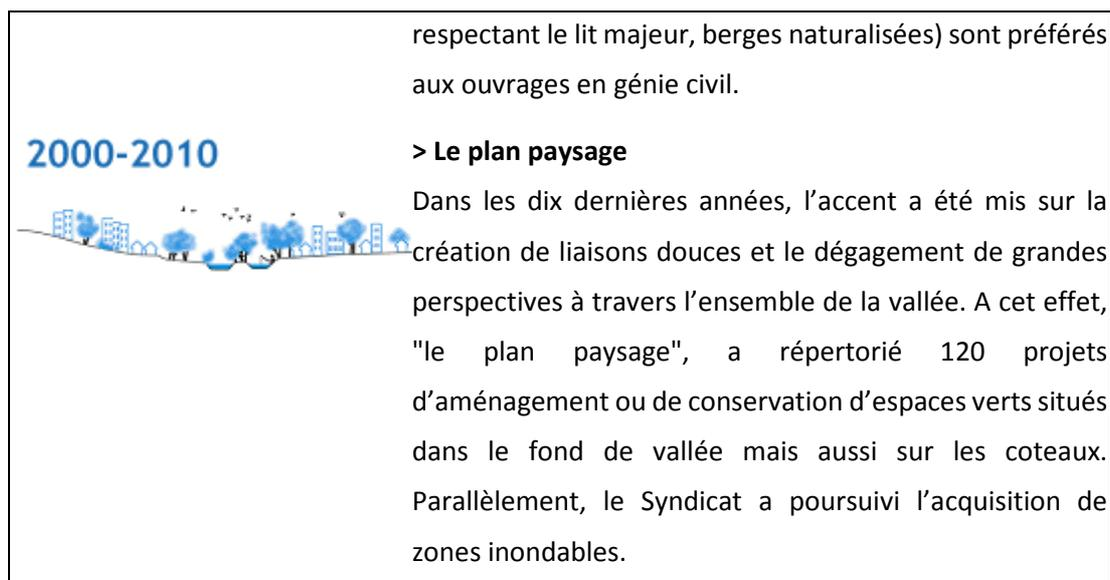 respectant le lit majeur, berges naturalisées) sont préférés
aux ouvrages en génie civil.
2000-2010
> Le plan paysage
Dans les dix dernières années, l’accent a été mis sur la
création de liaisons douces et le dégagement de grandes
perspectives à travers l’ensemble de la vallée. A cet effet,
"le plan paysage", a répertorié 120 projets
d’aménagement ou de conservation d’espaces verts situés
dans le fond de vallée mais aussi sur les coteaux.
Parallèlement, le Syndicat a poursuivi l’acquisition de
zones inondables.